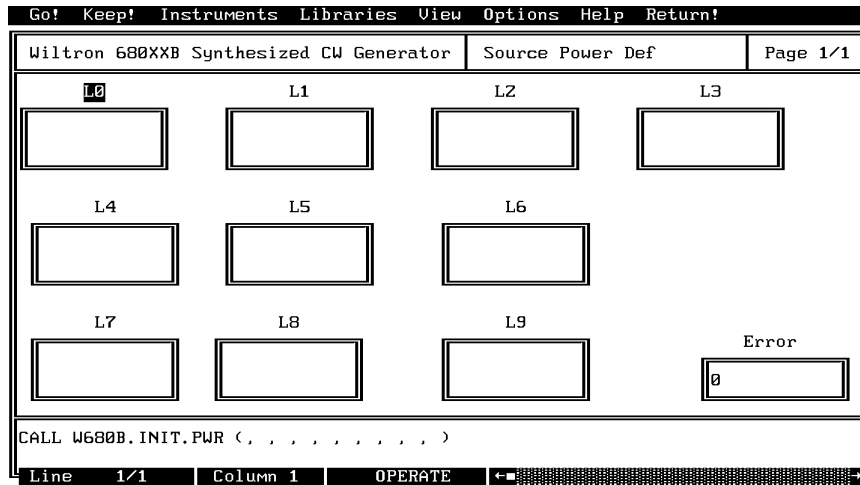 Go! Keep! Instruments Libraries View Options Help Return!
Wiltron 680XXB Synthesized CW Generator Source Power Def Page 1/1
L0 L1 L2 L3
L4 L5 L6
L7 L8 L9
Error
0
CALL W680B.INIT.PWR (, , , , , , , , , )
Line 1/1 Column 1 OPERATE